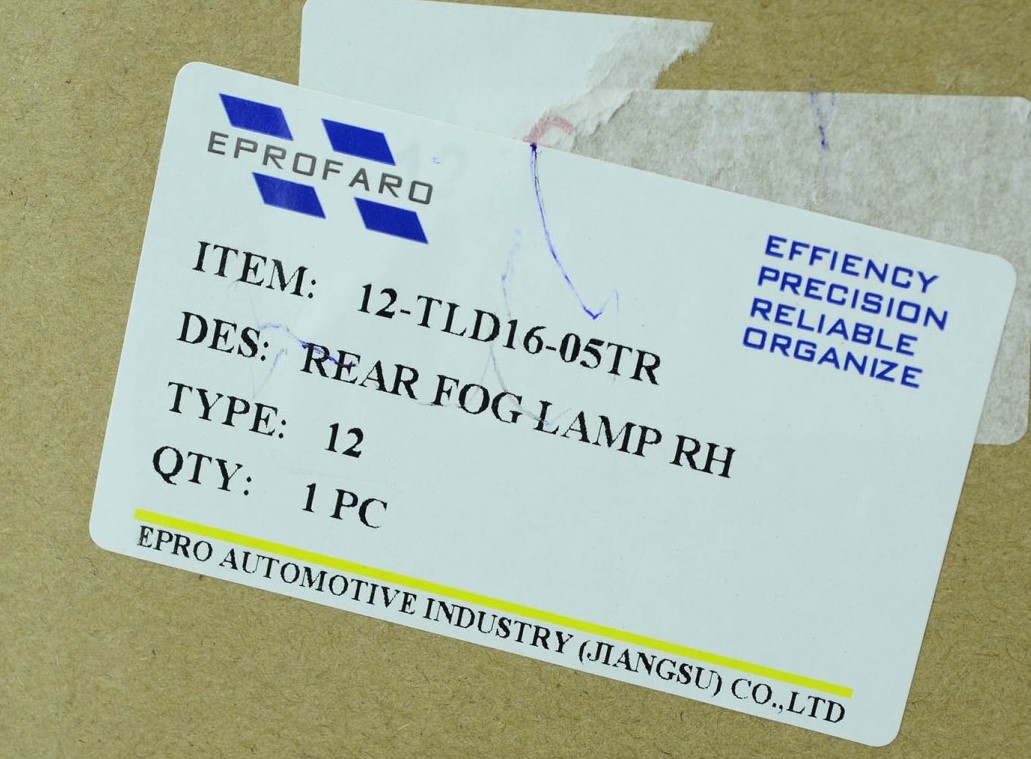 EPROFARO
EFFIENCY
PRECISION
RELIABLE
ORGANIZE
ITEM: 12-TLD16-05TR
DES: REAR FOG LAMP RH
TYPE: 12
QTY: 1 PC
EPRO AUTOMOTIVE INDUSTRY (JIANGSU) CO.,LTD